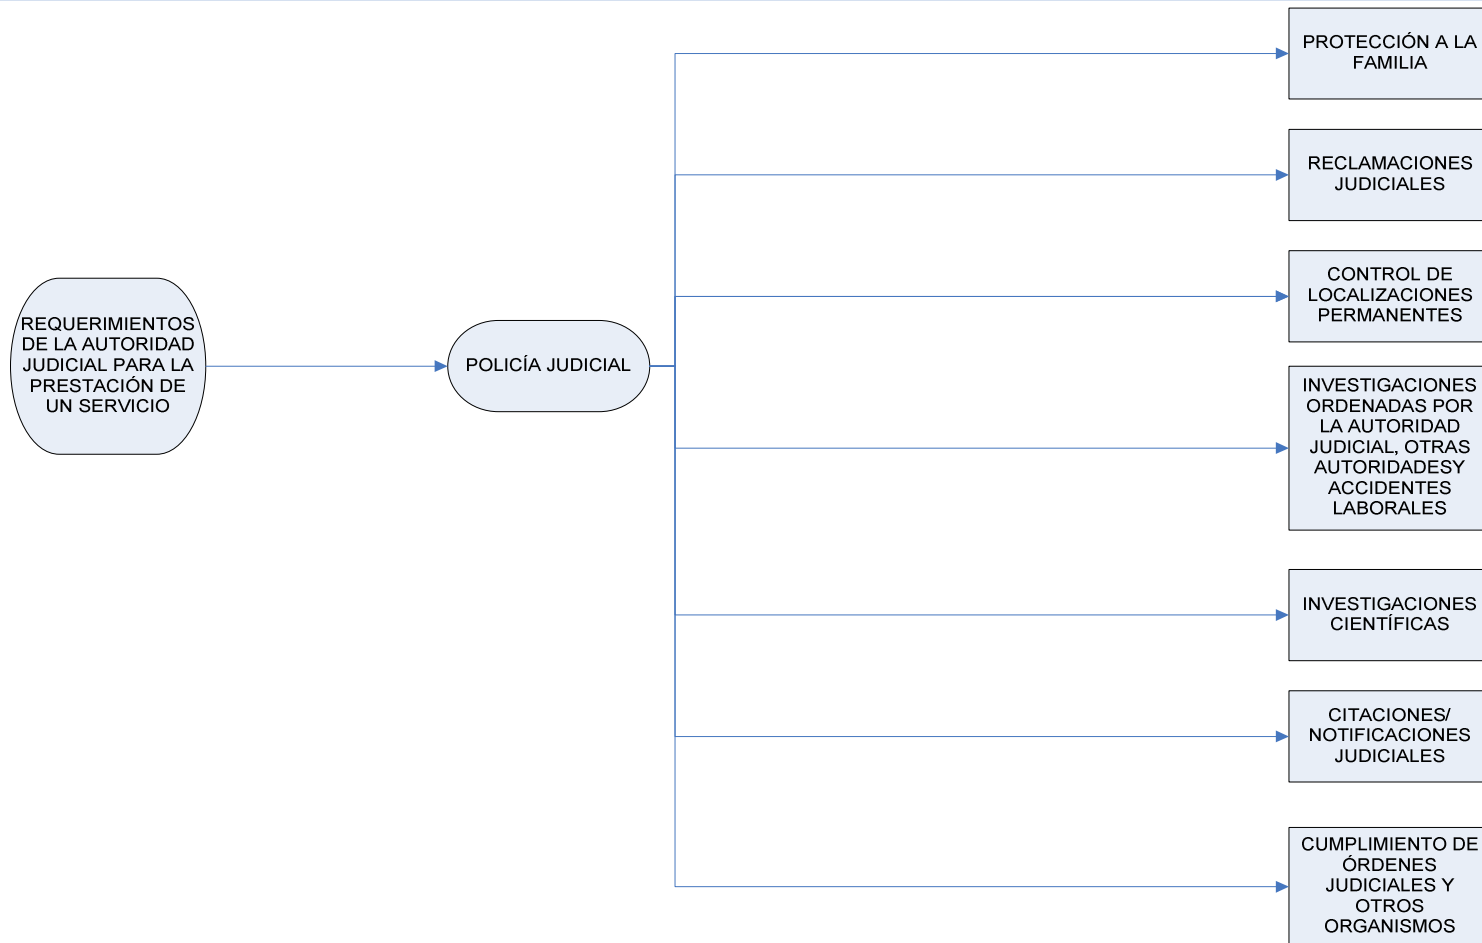 PROTECCIÓN A LA
FAMILIA
RECLAMACIONES
JUDICIALES
CONTROL DE
LOCALIZACIONES
PERMANENTES
REQUERIMIENTOS
DE LA AUTORIDAD
JUDICIAL PARA LA
PRESTACIÓN DE
UN SERVICIO
POLICÍA JUDICIAL
INVESTIGACIONES
ORDENADAS POR
LA AUTORIDAD
JUDICIAL, OTRAS
AUTORIDADESY
ACCIDENTES
LABORALES
INVESTIGACIONES
CIENTÍFICAS
CITACIONES/
NOTIFICACIONES
JUDICIALES
CUMPLIMIENTO DE
ÓRDENES
JUDICIALES Y
OTROS
ORGANISMOS